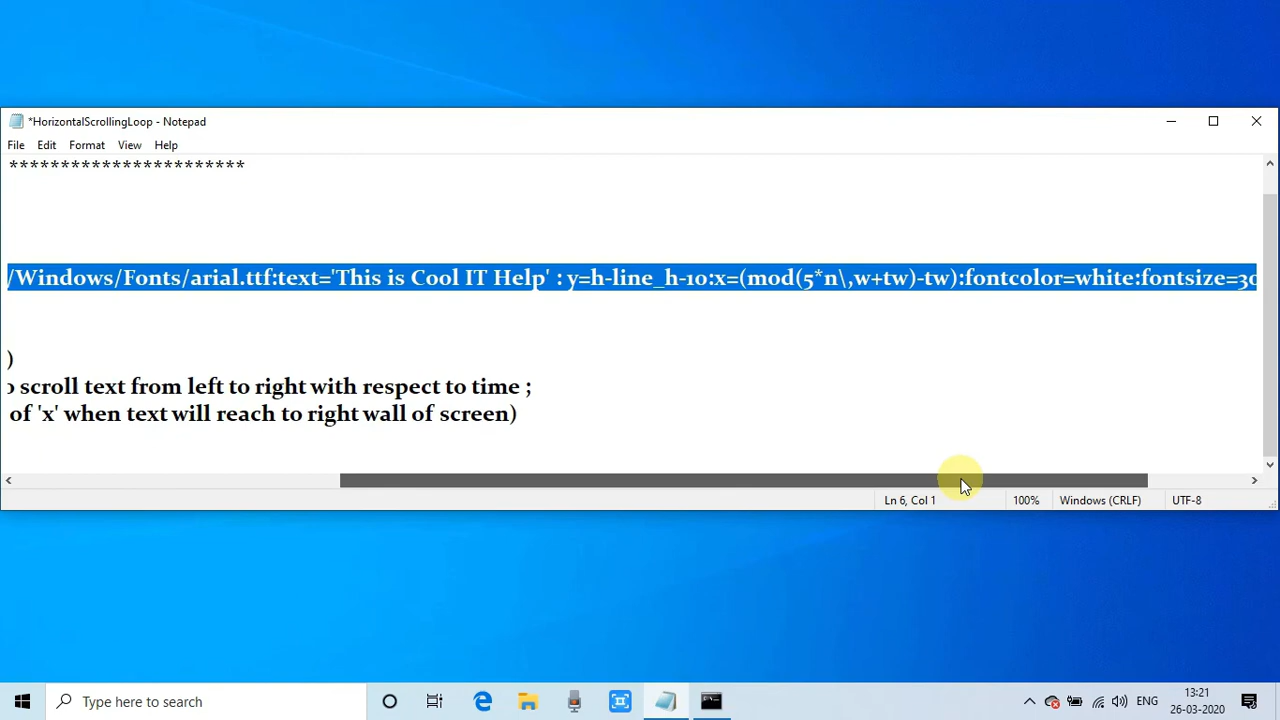 *HorizontalScrollingLoop - Notepad
File Edit Format View Help
***********************
/Windows/Fonts/arial.ttf:text='This is Cool IT Help' : y=h-line_h-10:x=(mod(5*n\,w+tw)-tw):fontcolor=white:fontsize=30
)
o scroll text from left to right with respect to time ;
of 'x' when text will reach to right wall of screen)
Ln 6, Col 1 100% Windows (CRLF) UTF-8
Type here to search
ENG
13:21
26-03-2020